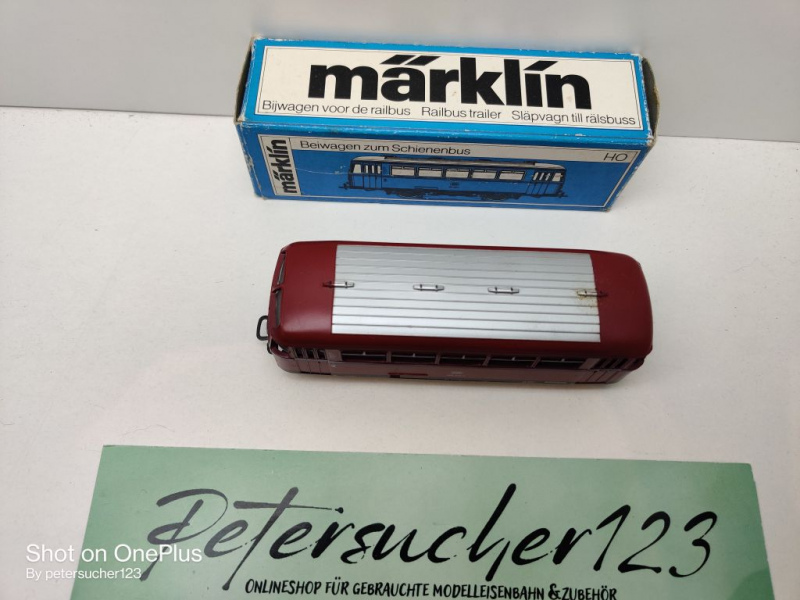 märklin
Bijwagen voor de railbus Railbus trailer Släpvagn till rälsbuss
märklin
Beiwagen zum Schienenbus
HO
Petersucher123
ONLINESHOP FÜR GEBRAUCHTE MODELLEISENBAHN & ZUBEHÖR
Shot on OnePlus
By petersucher123